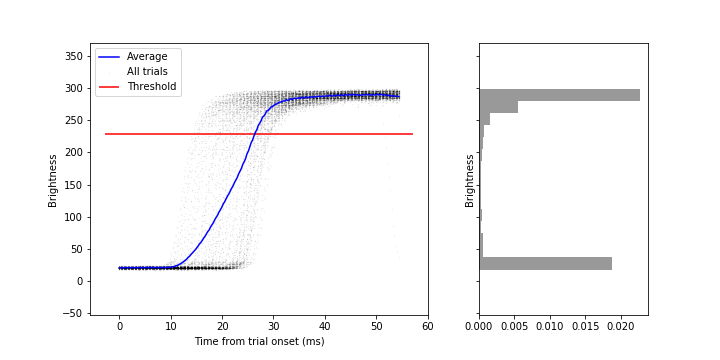 350
300
250
200
150
100
50
0
−50
Brightness
Average
All trials
Threshold
0 10 20 30 40 50 60
Time from trial onset (ms)
Brightness
0.000 0.005 0.010 0.015 0.020